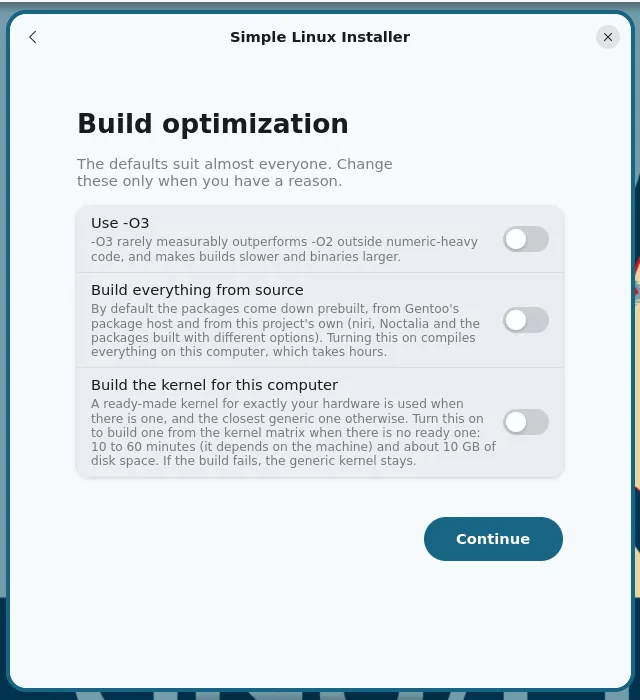 Simple Linux Installer
Build optimization
The defaults suit almost everyone. Change
these only when you have a reason.
Use -O3
-O3 rarely measurably outperforms -O2 outside numeric-heavy
code, and makes builds slower and binaries larger.
Build everything from source
By default the packages come down prebuilt, from Gentoo's
package host and from this project's own (niri, Noctalia and the
packages built with different options). Turning this on compiles
everything on this computer, which takes hours.
Build the kernel for this computer
A ready-made kernel for exactly your hardware is used when
there is one, and the closest generic one otherwise. Turn this on
to build one from the kernel matrix when there is no ready one:
10 to 60 minutes (it depends on the machine) and about 10 GB of
disk space. If the build fails, the generic kernel stays.
Continue